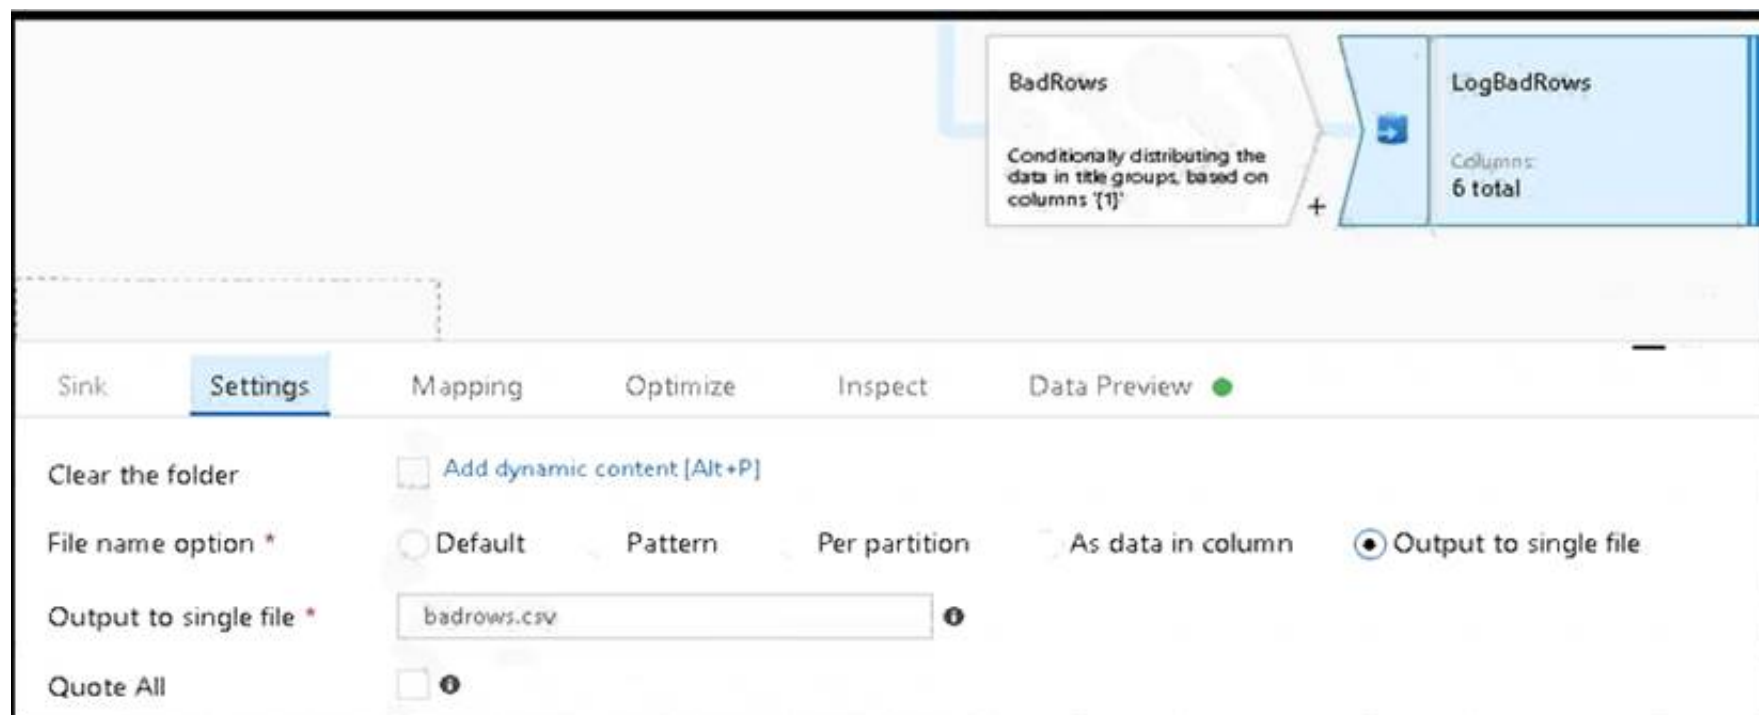 BadRows
Conditionally distributing the
data in title groups, based on
columns '{1}'
+
LogBadRows
Columns:
6 total
Sink Settings Mapping Optimize Inspect Data Preview
Clear the folder Add dynamic content [Alt+P]
File name option * Default Pattern Per partition As data in column Output to single file
Output to single file * badrows.csv
Quote All